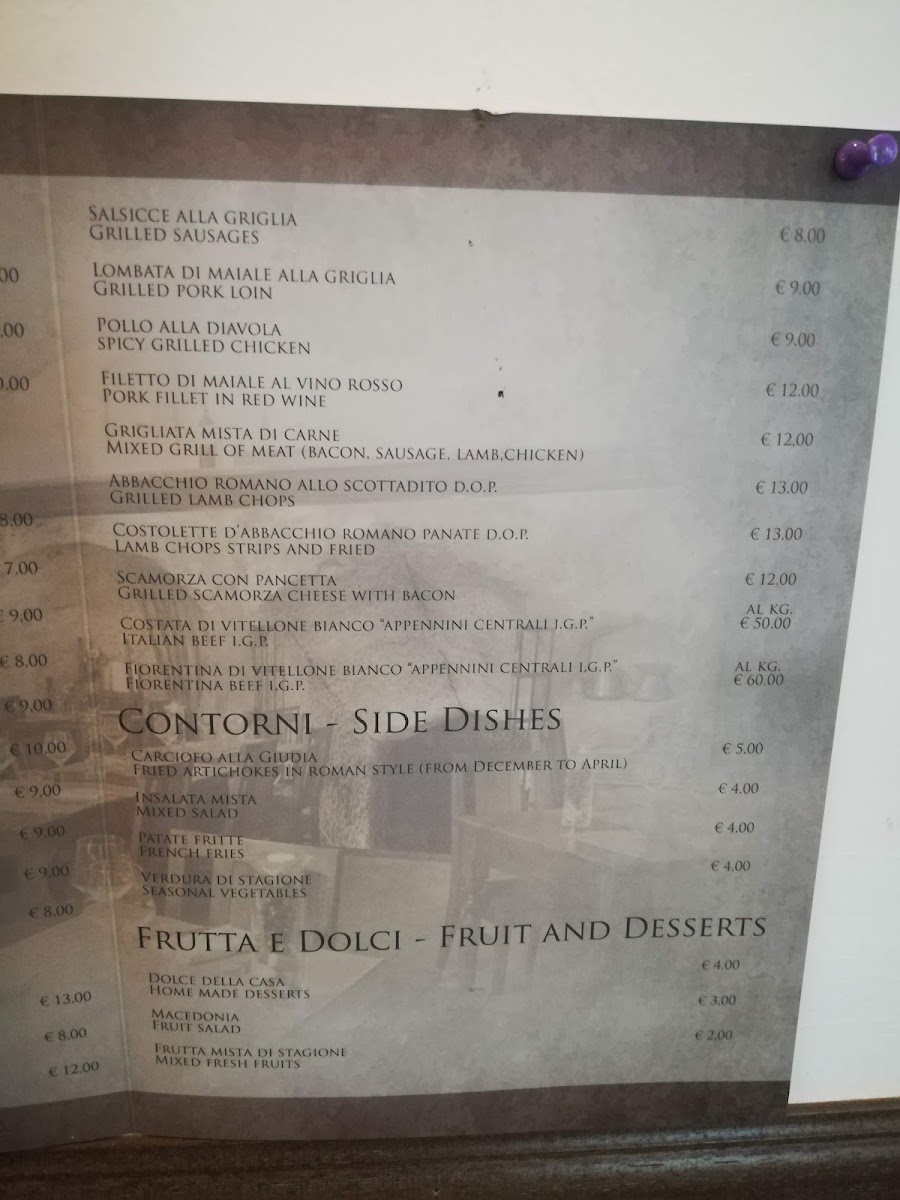 SALSICCE ALLA GRIGLIA
GRILLED SAUSAGES
€ 8.00
LOMBATA DI MAIALE ALLA GRIGLIA
GRILLED PORK LOIN
€ 9.00
POLLO ALLA DIAVOLA
SPICY GRILLED CHICKEN
€ 9.00
FILETTO DI MAIALE AL VINO ROSSO
PORK FILLET IN RED WINE
€ 12.00
GRIGLIATA MISTA DI CARNE
MIXED GRILL OF MEAT (BACON, SAUSAGE, LAMB,CHICKEN)
€ 12.00
ABBACCHIO ROMANO ALLO SCOTTADITO D.O.P.
GRILLED LAMB CHOPS
€ 13.00
COSTOLETTE D'ABBACCHIO ROMANO PANATE D.O.P.
LAMB CHOPS STRIPS AND FRIED
€ 13.00
SCAMORZA CON PANCETTA
GRILLED SCAMORZA CHEESE WITH BACON
€ 12.00
COSTATA DI VITELLONE BIANCO "APPENNINI CENTRALI I.G.P."
ITALIAN BEEF I.G.P.
AL KG.
€ 50.00
FIORENTINA DI VITELLONE BIANCO "APPENNINI CENTRALI I.G.P."
FIORENTINA BEEF I.G.P.
AL KG.
€ 60.00
CONTORNI - SIDE DISHES
CARCIOFO ALLA GIUDIA
FRIED ARTICHOKES IN ROMAN STYLE (FROM DECEMBER TO APRIL)
€ 5.00
INSALATA MISTA
MIXED SALAD
€ 4.00
PATATE FRITTE
FRENCH FRIES
€ 4.00
VERDURA DI STAGIONE
SEASONAL VEGETABLES
€ 4.00
FRUTTA E DOLCI - FRUIT AND DESSERTS
DOLCE DELLA CASA
HOME MADE DESSERTS
€ 4.00
MACEDONIA
FRUIT SALAD
€ 3.00
FRUTTA MISTA DI STAGIONE
MIXED FRESH FRUITS
€ 2.00
00
.00
0.00
8.00
7.00
€ 9.00
€ 8.00
€ 9.00
€ 10.00
€ 9.00
€ 9.00
€ 9.00
€ 8.00
€ 13.00
€ 8.00
€ 12.00